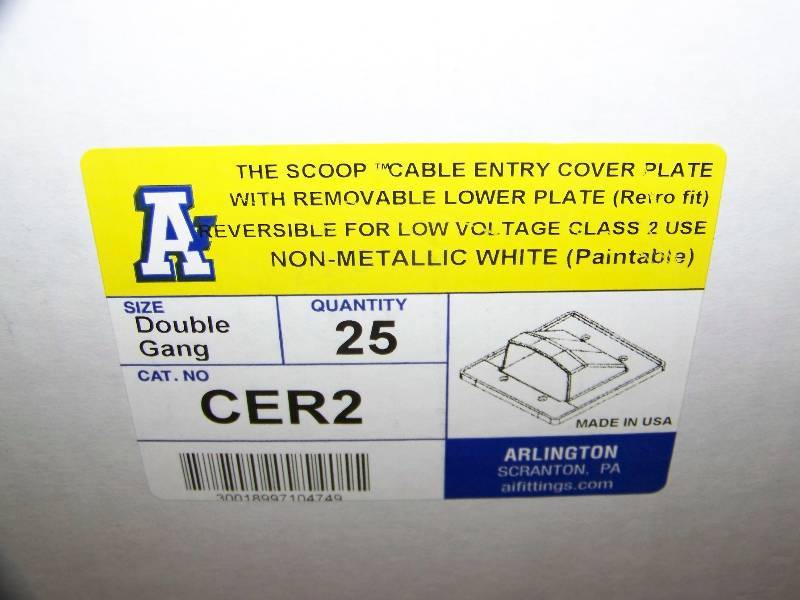 THE SCOOP ™CABLE ENTRY COVER PLATE
WITH REMOVABLE LOWER PLATE (Retro fit)
A
REVERSIBLE FOR LOW VOLTAGE CLASS 2 USE
NON-METALLIC WHITE (Paintable)
SIZE
Double
Gang
QUANTITY
25
CAT. NO
CER2
30018997104749
MADE IN USA
ARLINGTON
SCRANTON, PA
aifittings.com